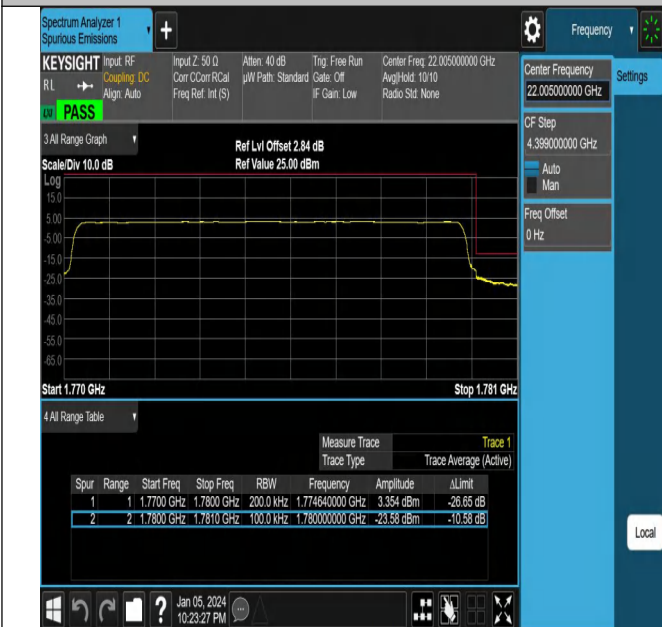 Spectrum Analyzer 1
Spurious Emissions
+
Frequency
KEYSIGHT
RL
LXI PASS
Input: RF
Coupling: DC
Align: Auto
Input Z: 50 Ω
Corr CCorr RCal
Freq Ref: Int (S)
Atten: 40 dB
µW Path: Standard
Trig: Free Run
Gate: Off
IF Gain: Low
Center Freq: 22.005000000 GHz
Avg|Hold: 10/10
Radio Std: None
3 All Range Graph
Ref Lvl Offset 2.84 dB
Scale/Div 10.0 dB
Ref Value 25.00 dBm
Log
15.0
5.00
-5.00
-15.0
-25.0
-35.0
-45.0
-55.0
-65.0
Start 1.770 GHz
Stop 1.781 GHz
4 All Range Table
Measure Trace Trace 1
Trace Type Trace Average (Active)
Spur Range Start Freq Stop Freq RBW Frequency Amplitude ΔLimit
1 1 1.7700 GHz 1.7800 GHz 200.0 kHz 1.774640000 GHz 3.354 dBm -26.65 dB
2 2 1.7800 GHz 1.7810 GHz 100.0 kHz 1.780000000 GHz -23.58 dBm -10.58 dB
?
Jan 05, 2024
10:23:27 PM
Center Frequency
22.005000000 GHz
Settings
CF Step
4.399000000 GHz
Auto
Man
Freq Offset
0 Hz
Local